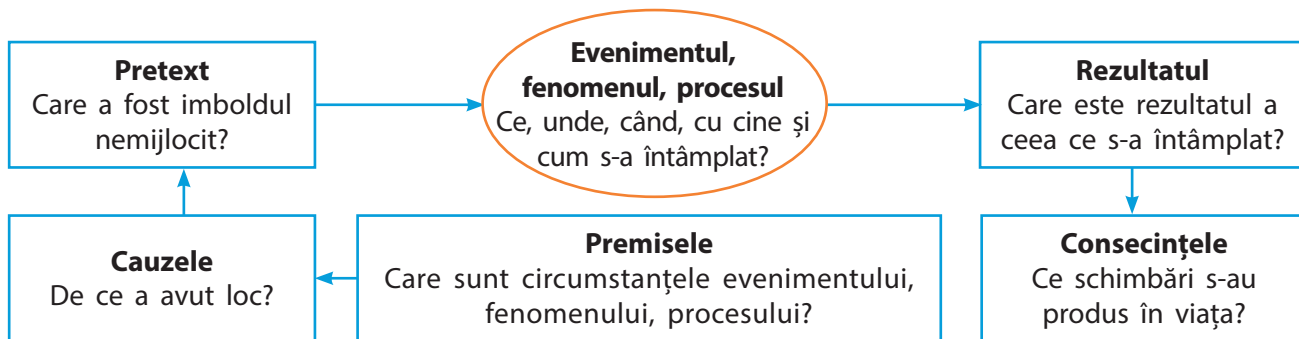 Pretext
Care a fost imboldul
nemijlocit?
Evenimentul,
fenomenul, procesul
Ce, unde, când, cu cine și
cum s-a întâmplat?
Rezultatul
Care este rezultatul a
ceea ce s-a întâmplat?
Cauzele
De ce a avut loc?
Premisele
Care sunt circumstanțele evenimentului,
fenomenului, procesului?
Consecințele
Ce schimbări s-au
produs în viața?